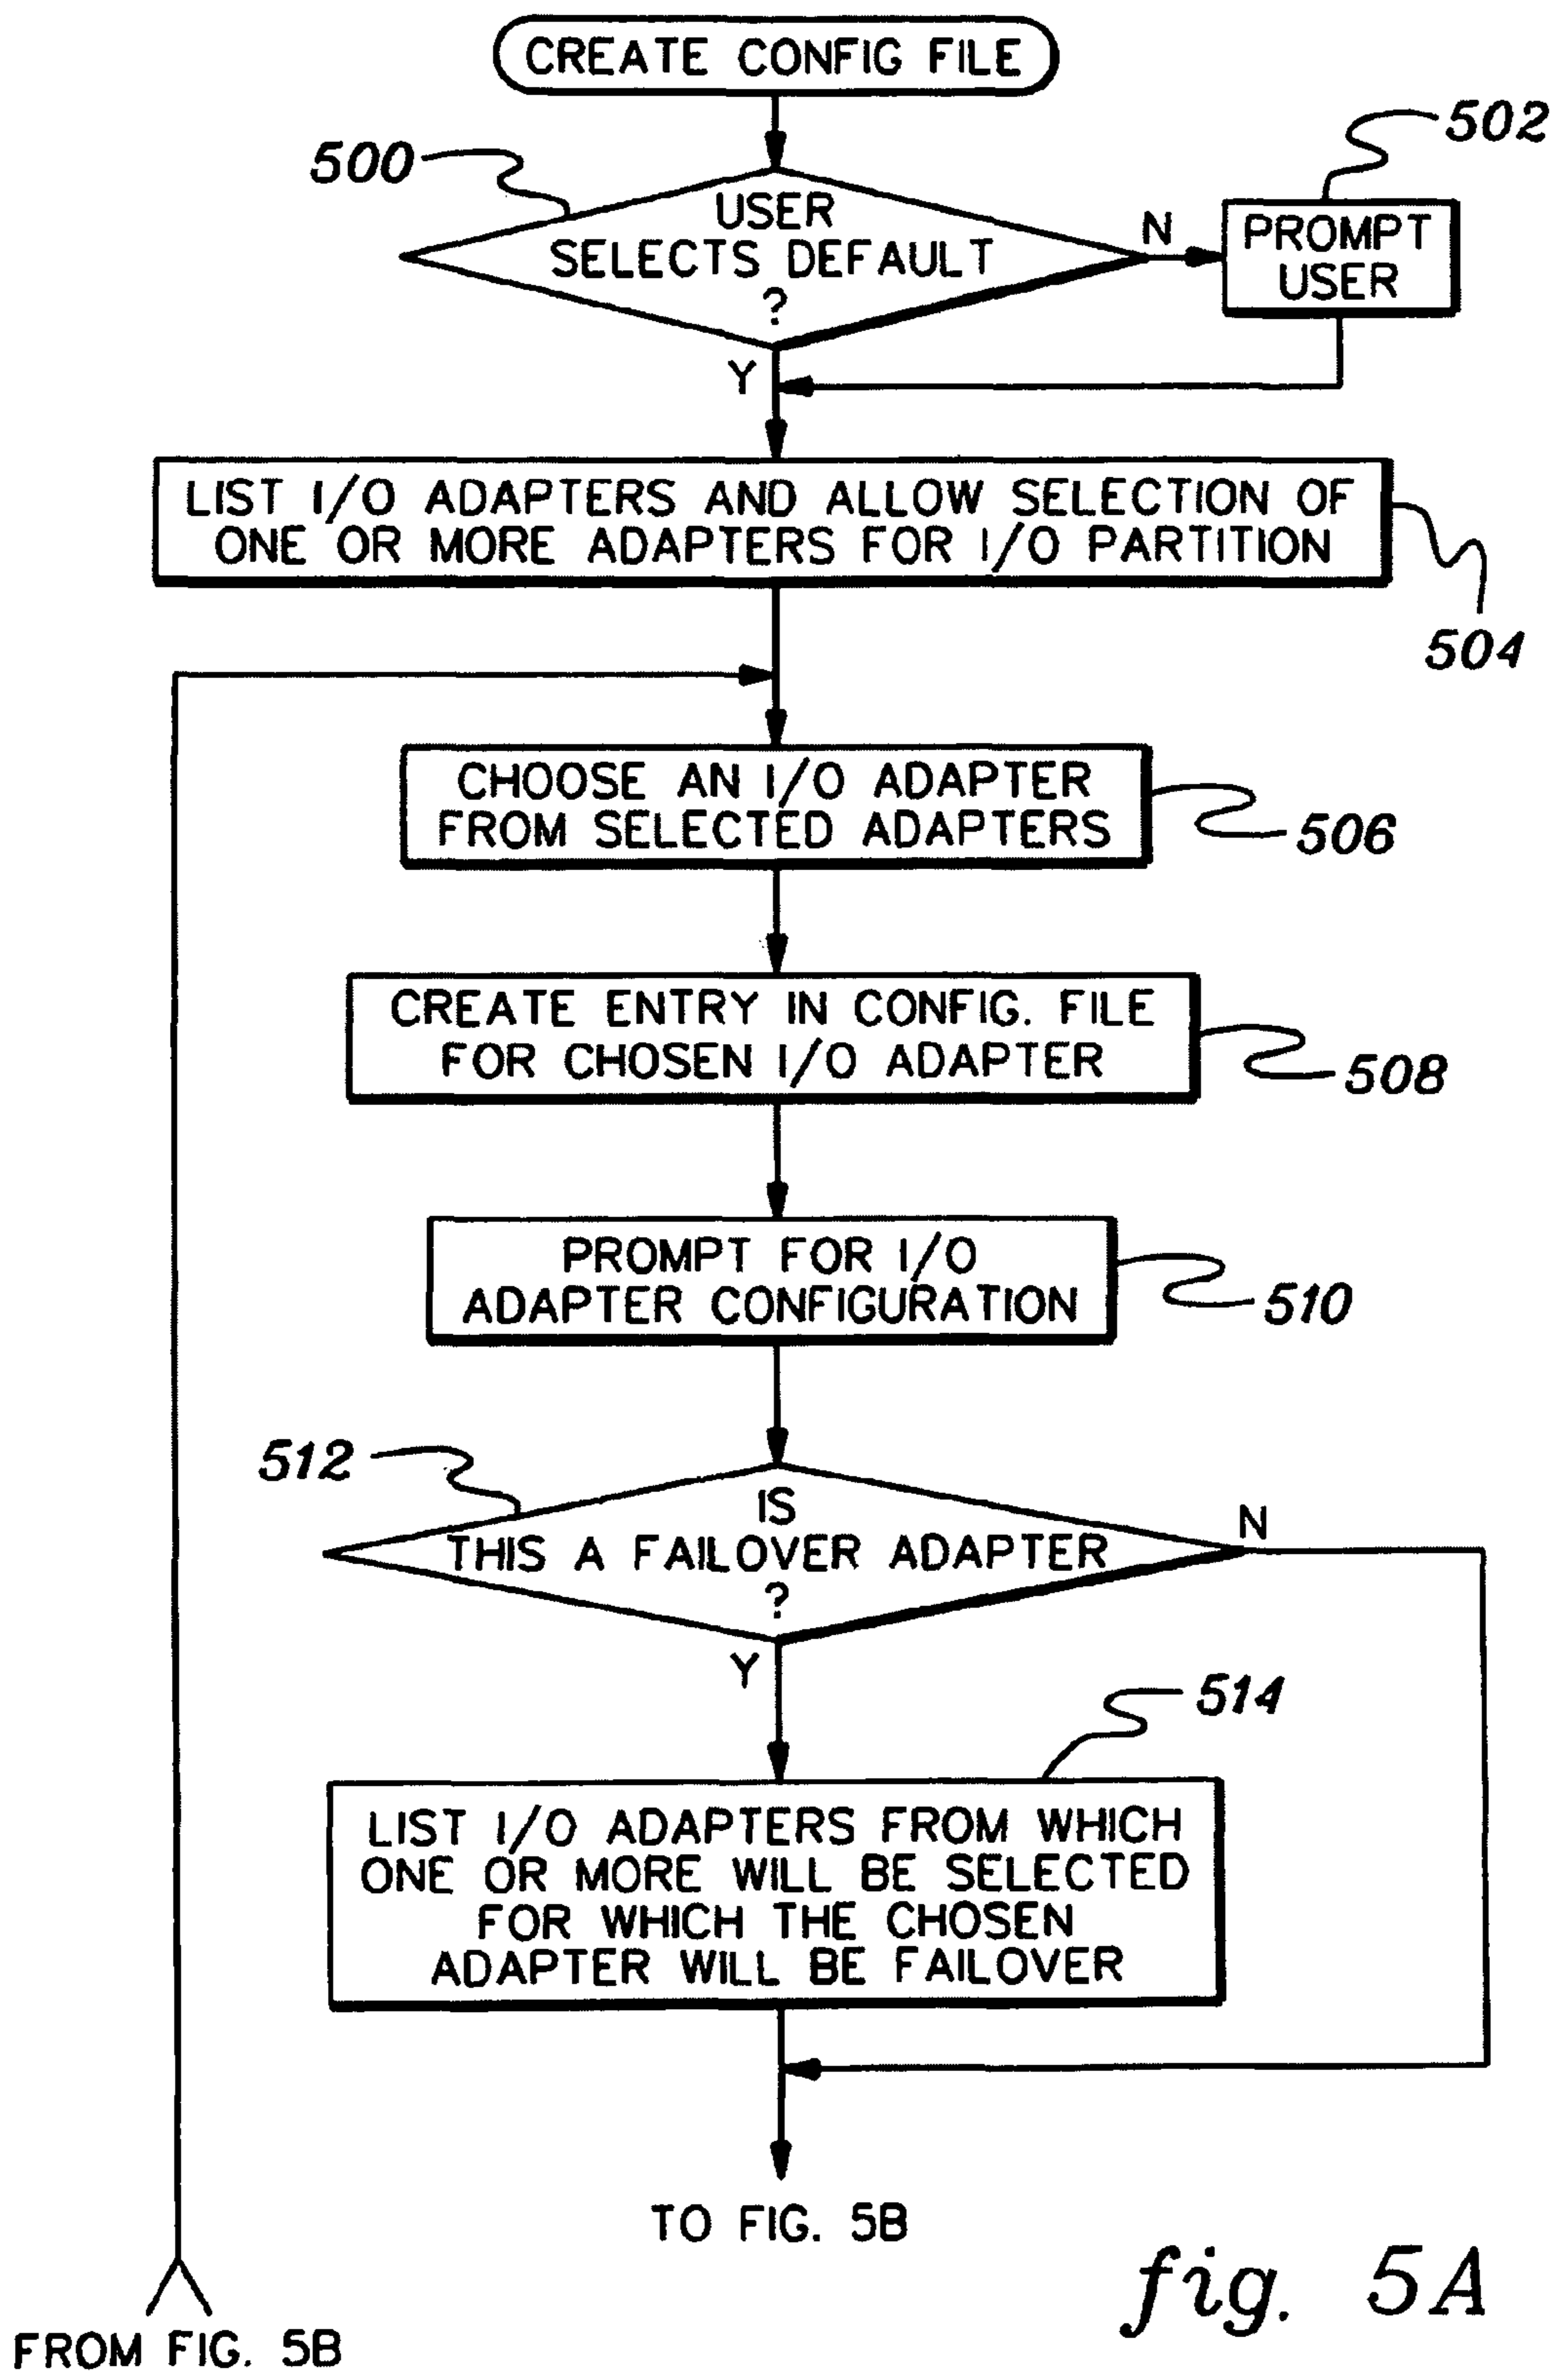 CREATE CONFIG FILE
500
502
USER
SELECTS DEFAULT
?
N
PROMPT
USER
Y
LIST I/O ADAPTERS AND ALLOW SELECTION OF
ONE OR MORE ADAPTERS FOR I/O PARTITION
504
CHOOSE AN I/O ADAPTER
FROM SELECTED ADAPTERS
506
CREATE ENTRY IN CONFIG. FILE
FOR CHOSEN I/O ADAPTER
508
PROMPT FOR I/O
ADAPTER CONFIGURATION
510
512
IS
THIS A FAILOVER ADAPTER
?
N
Y
514
LIST I/O ADAPTERS FROM WHICH
ONE OR MORE WILL BE SELECTED
FOR WHICH THE CHOSEN
ADAPTER WILL BE FAILOVER
TO FIG. 5B
fig. 5A
FROM FIG. 5B